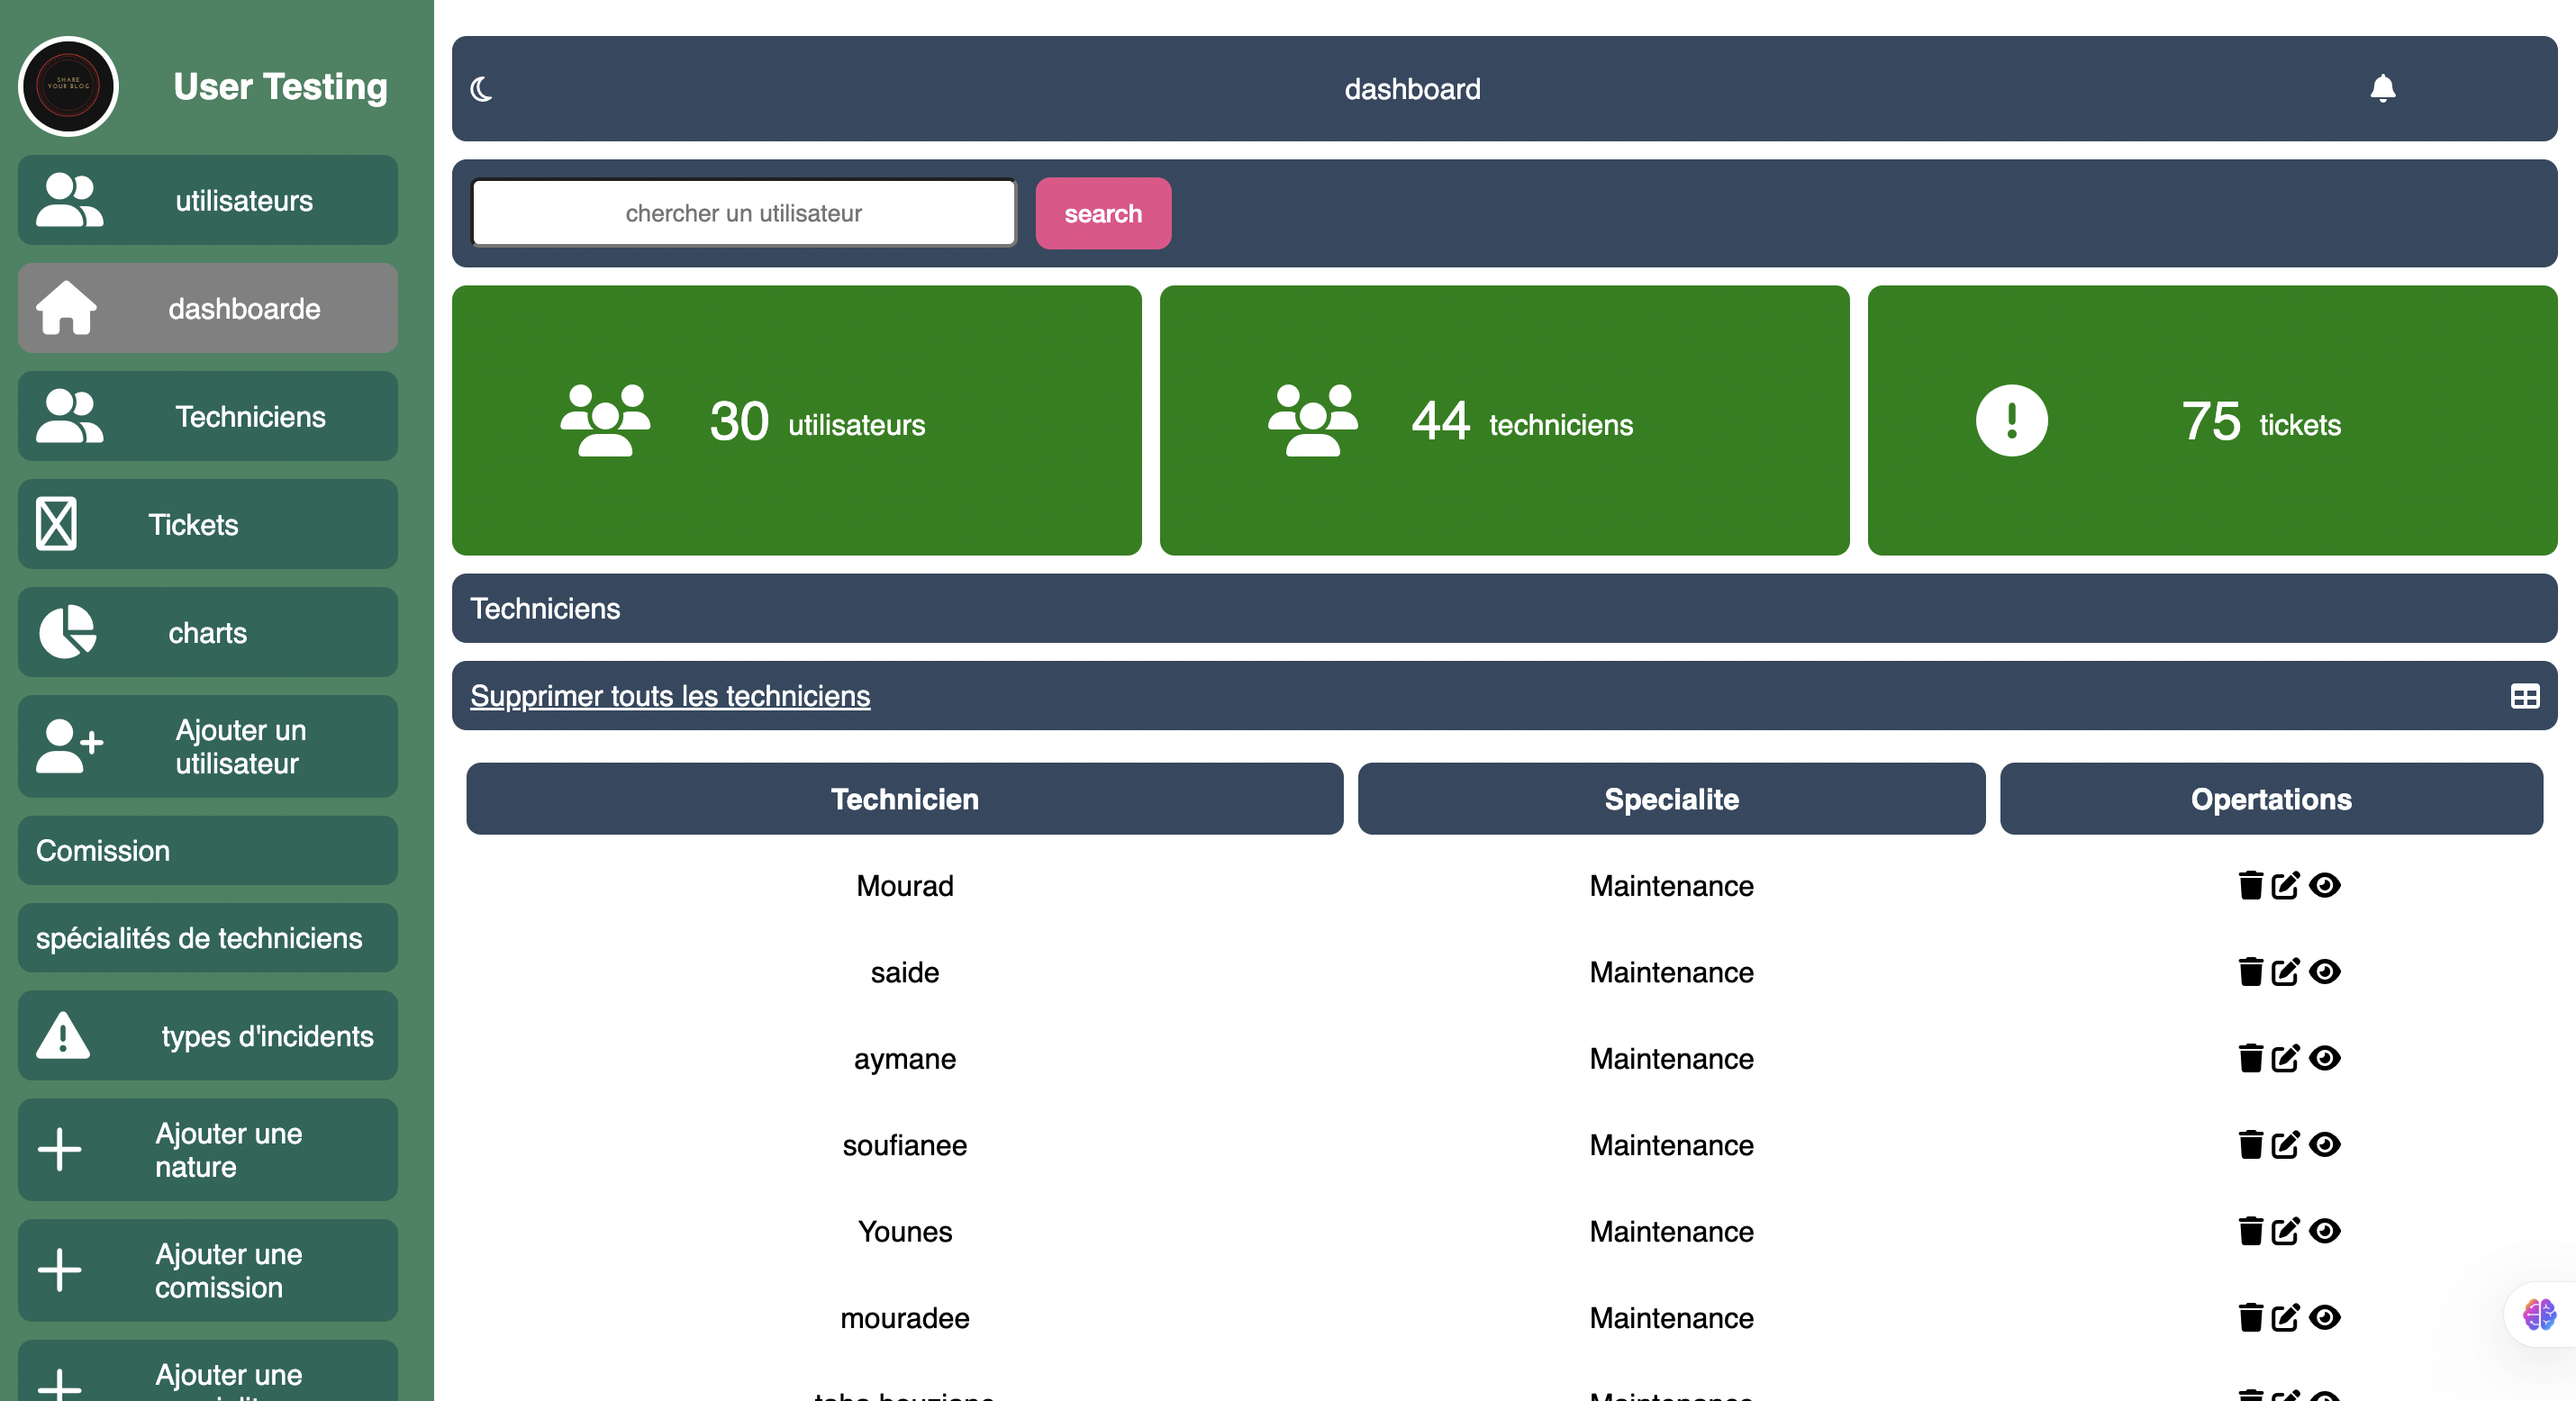 SHARE
YOUR BLOG
User Testing
utilisateurs
dashboarde
Techniciens
Tickets
charts
Ajouter un
utilisateur
Comission
spécialités de techniciens
types d'incidents
Ajouter une
nature
Ajouter une
comission
Ajouter une
dashboard
chercher un utilisateur
search
30 utilisateurs
44 techniciens
75 tickets
Techniciens
Supprimer touts les techniciens
Technicien Specialite Opertations
Mourad Maintenance
saide Maintenance
aymane Maintenance
soufianee Maintenance
Younes Maintenance
mouradee Maintenance
Maintenance